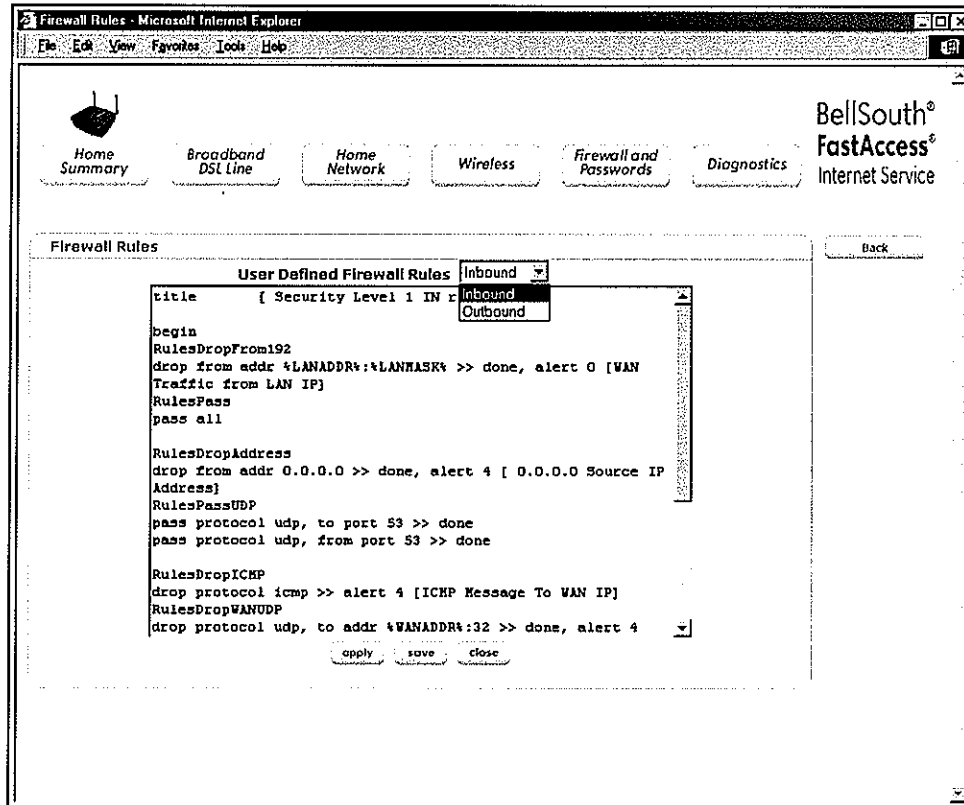 Firewall Rules - Microsoft Internet Explorer
File Edit View Favorites Tools Help
BellSouth®
FastAccess®
Internet Service
Home Summary
Broadband DSL Line
Home Network
Wireless
Firewall and Passwords
Diagnostics
Firewall Rules
Back
User Defined Firewall Rules Inbound
Inbound
Outbound
title [ Security Level 1 IN r
begin
RulesDropFrom192
drop from addr %LANADDR%:%LANMASK% >> done, alert 0 [WAN
Traffic from LAN IP]
RulesPass
pass all
RulesDropAddress
drop from addr 0.0.0.0 >> done, alert 4 [ 0.0.0.0 Source IP
Address]
RulesPassUDP
pass protocol udp, to port 53 >> done
pass protocol udp, from port 53 >> done
RulesDropICMP
drop protocol icmp >> alert 4 [ICMP Message To WAN IP]
RulesDropWANUDP
drop protocol udp, to addr %WANADDR%:32 >> done, alert 4
apply save close